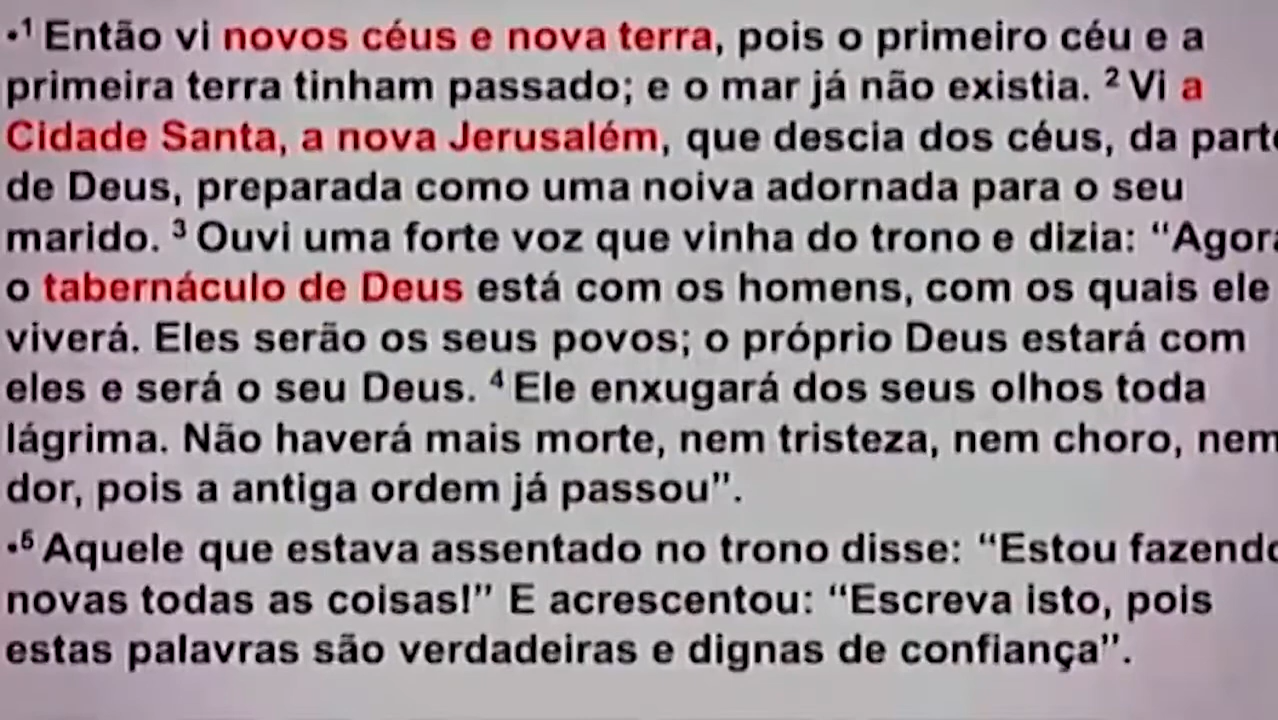 •¹ Então vi novos céus e nova terra, pois o primeiro céu e a
primeira terra tinham passado; e o mar já não existia. ² Vi a
Cidade Santa, a nova Jerusalém, que descia dos céus, da parte
de Deus, preparada como uma noiva adornada para o seu
marido. ³ Ouvi uma forte voz que vinha do trono e dizia: “Agora
o tabernáculo de Deus está com os homens, com os quais ele
viverá. Eles serão os seus povos; o próprio Deus estará com
eles e será o seu Deus. ⁴ Ele enxugará dos seus olhos toda
lágrima. Não haverá mais morte, nem tristeza, nem choro, nem
dor, pois a antiga ordem já passou”.
•⁵ Aquele que estava assentado no trono disse: “Estou fazendo
novas todas as coisas!” E acrescentou: “Escreva isto, pois
estas palavras são verdadeiras e dignas de confiança”.